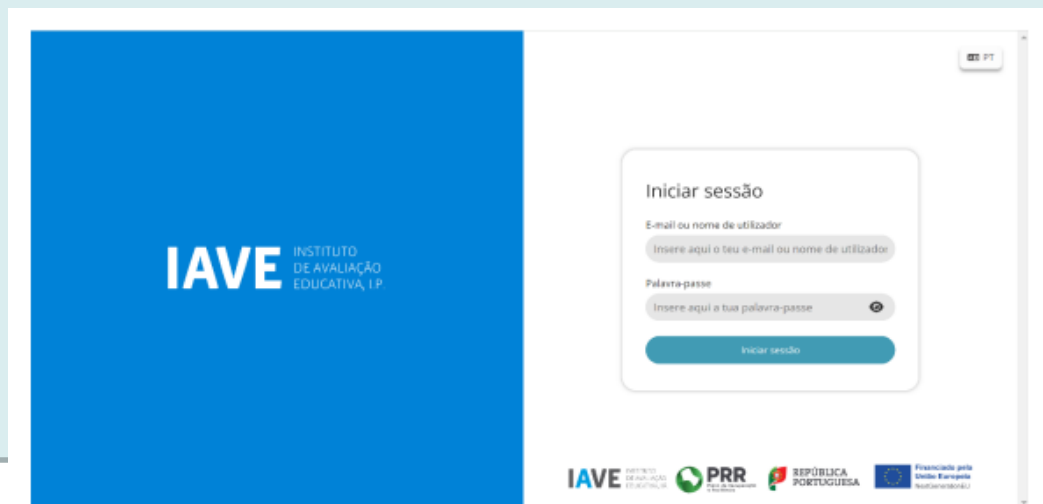 PT
IAVE
INSTITUTO
DE AVALIAÇÃO
EDUCATIVA, I.P.
Iniciar sessão
E-mail ou nome de utilizador
Insere aqui o teu e-mail ou nome de utilizador
Palavra-passe
Insere aqui a tua palavra-passe
Iniciar sessão
IAVE
PRR
REPÚBLICA
PORTUGUESA
Financiado pela
União Europeia
NextGenerationEU